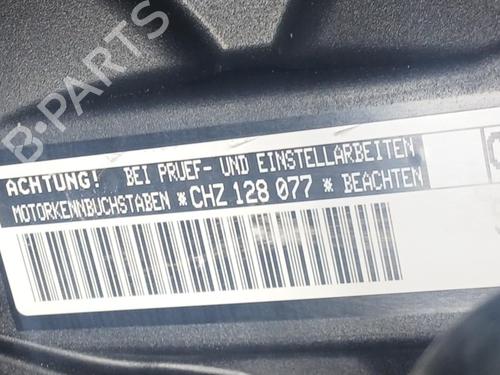 B-PARTS
ACHTUNG! BEI PRUEF- UND EINSTELLARBEITEN
MOTORKENNBUCHSTABEN *CHZ 128 077* BEACHTEN